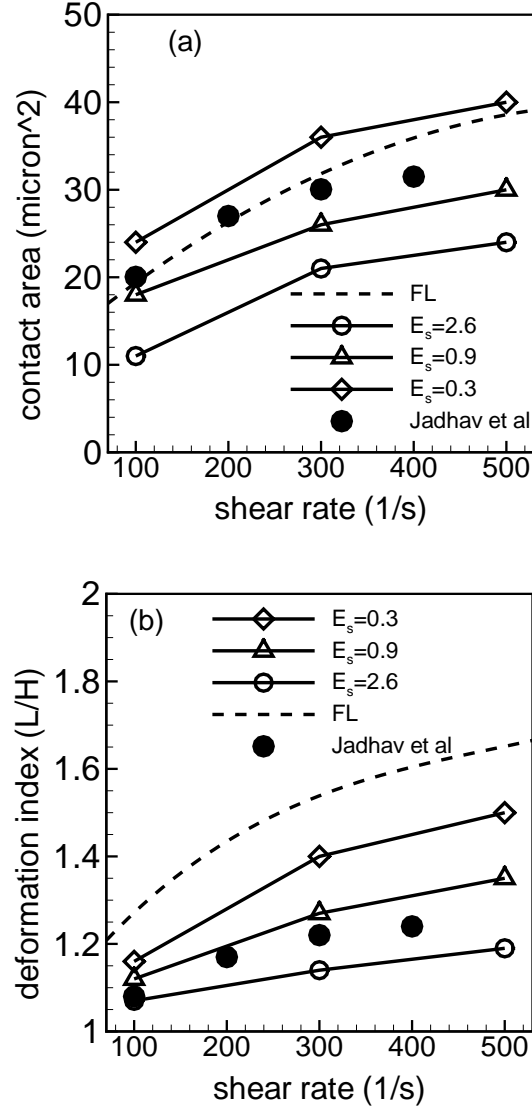 (a)
contact area (micron^2)
50
40
30
20
10
0
FL
E_s=2.6
E_s=0.9
E_s=0.3
Jadhav et al
100 200 300 400 500
shear rate (1/s)
(b)
deformation index (L/H)
2
1.8
1.6
1.4
1.2
1
E_s=0.3
E_s=0.9
E_s=2.6
FL
Jadhav et al
100 200 300 400 500
shear rate (1/s)